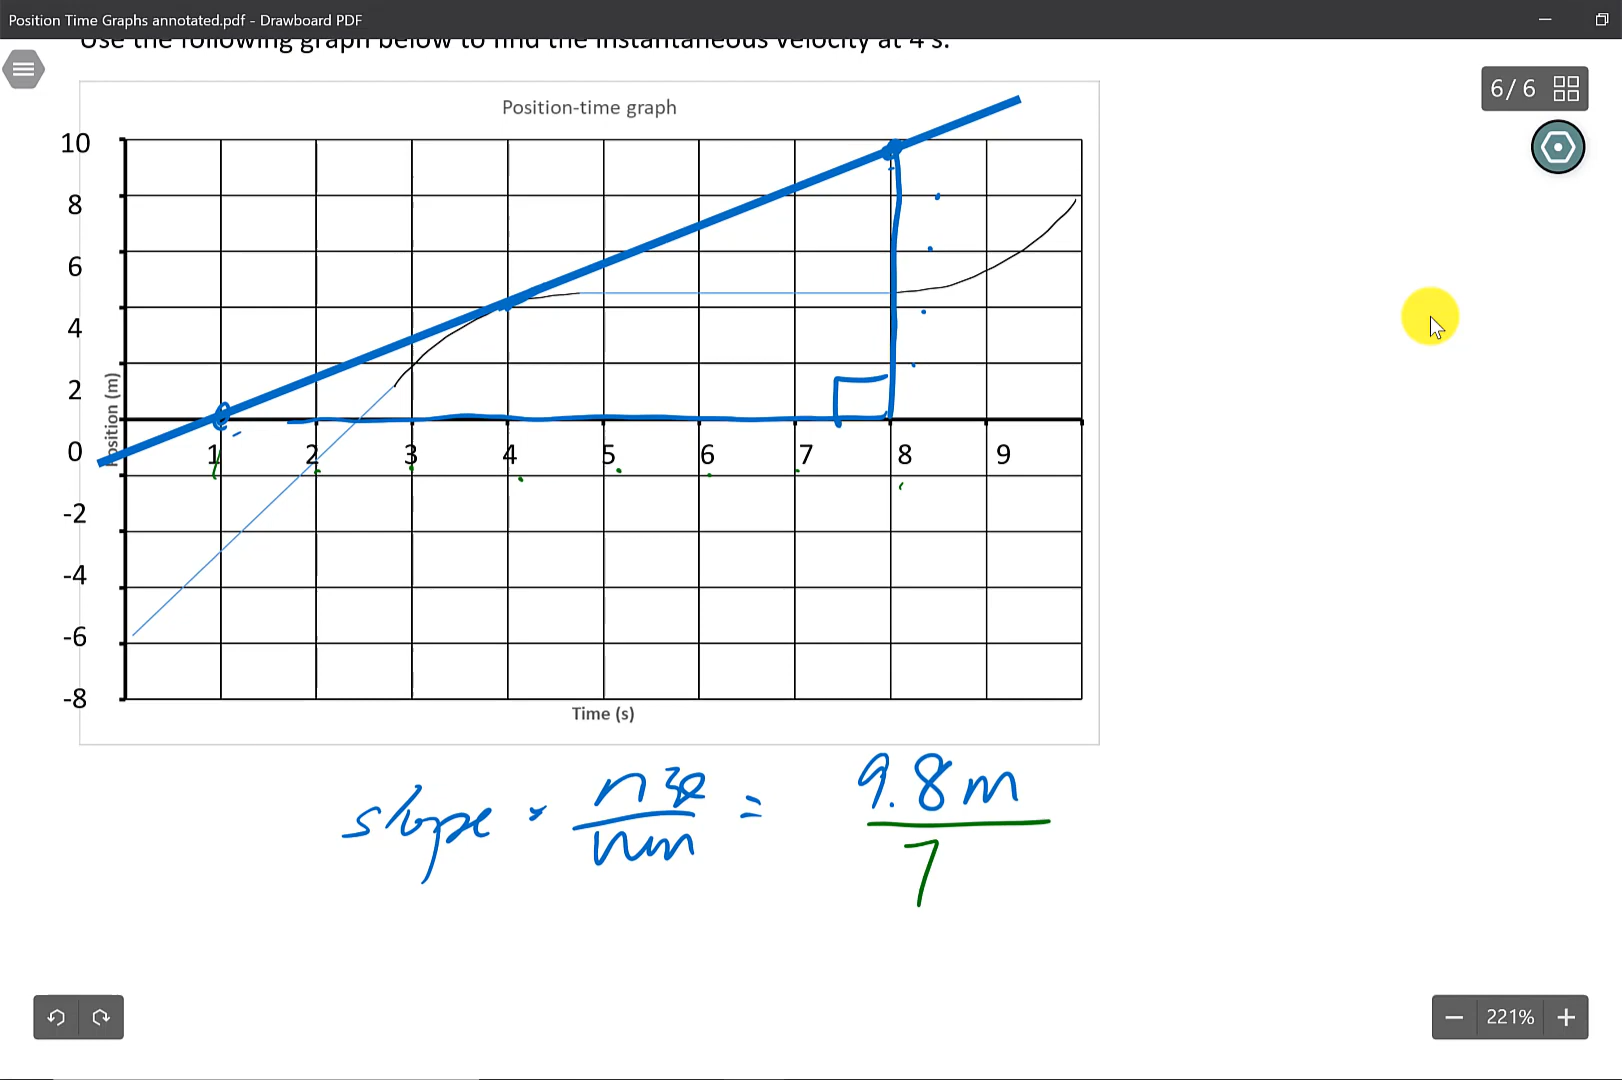 Position Time Graphs annotated.pdf - Drawboard PDF
Use the following graph below to find the instantaneous velocity at 4 s.
6 / 6
Position-time graph
10
8
6
4
2
0
-2
-4
-6
-8
Position (m)
1 2 3 4 5 6 7 8 9
Time (s)
slope = rise/run = 9.8 m/7
221%